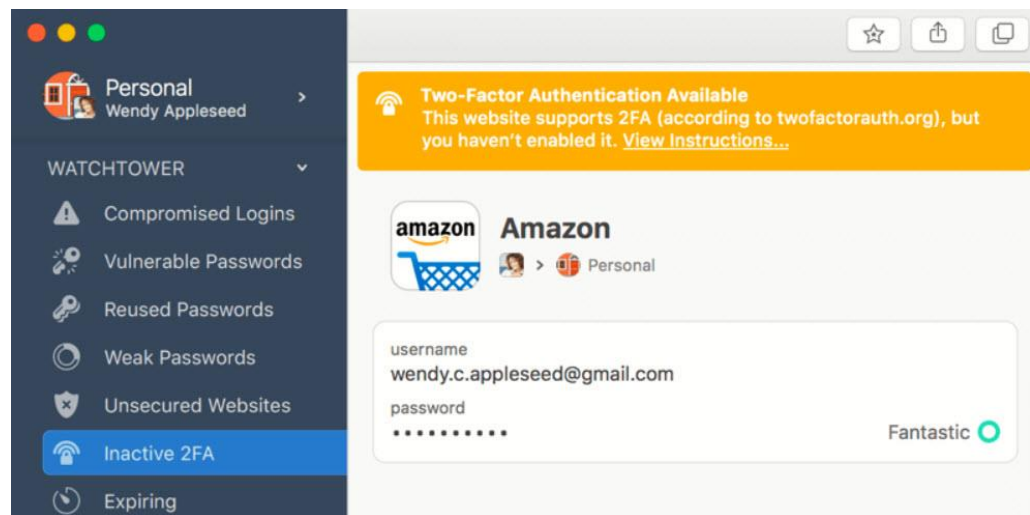 Personal
Wendy Appleseed
WATCHTOWER
Compromised Logins
Vulnerable Passwords
Reused Passwords
Weak Passwords
Unsecured Websites
Inactive 2FA
Expiring
Two-Factor Authentication Available
This website supports 2FA (according to twofactorauth.org), but
you haven’t enabled it. View Instructions...
amazon
Amazon
> Personal
username
wendy.c.appleseed@gmail.com
password
••••••••••
Fantastic